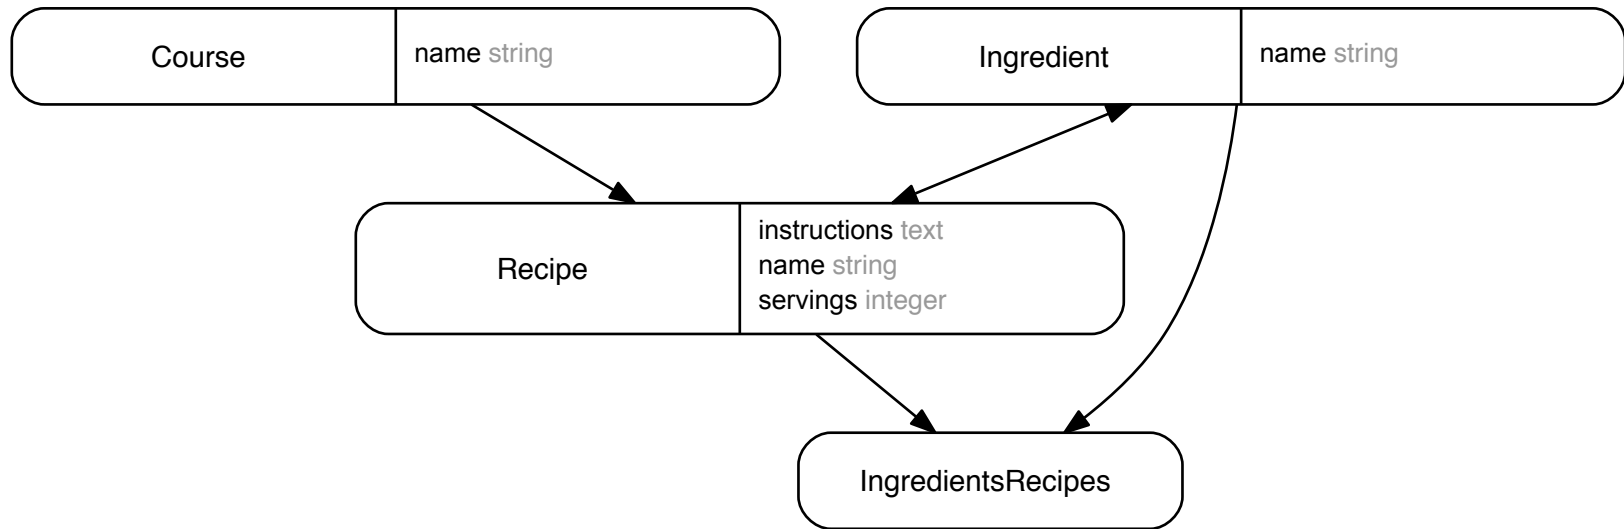 Course
name string
Ingredient
name string
Recipe
instructions text
name string
servings integer
IngredientsRecipes